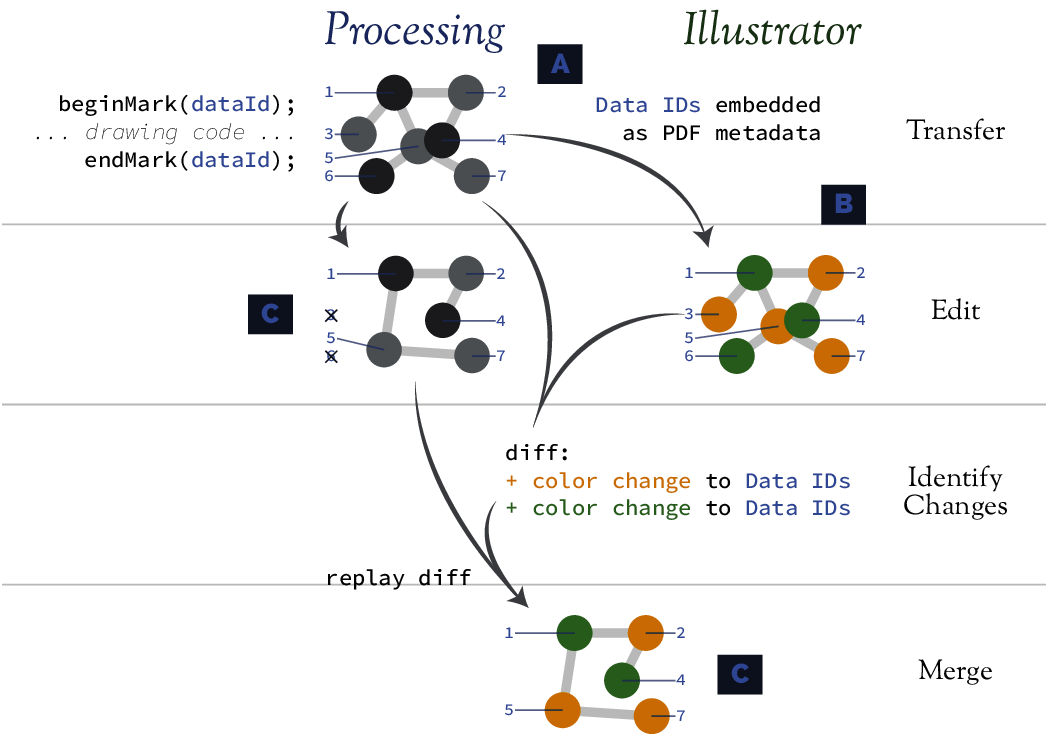 Processing
Illustrator
A
beginMark(dataId);
... drawing code ...
endMark(dataId);
1
2
3
4
5
6
7
Data IDs embedded
as PDF metadata
Transfer
B
C
1
2
3
4
5
6
7
1
2
3
4
5
6
7
Edit
diff:
+ color change to Data IDs
+ color change to Data IDs
Identify
Changes
replay diff
1
2
4
5
7
C
Merge